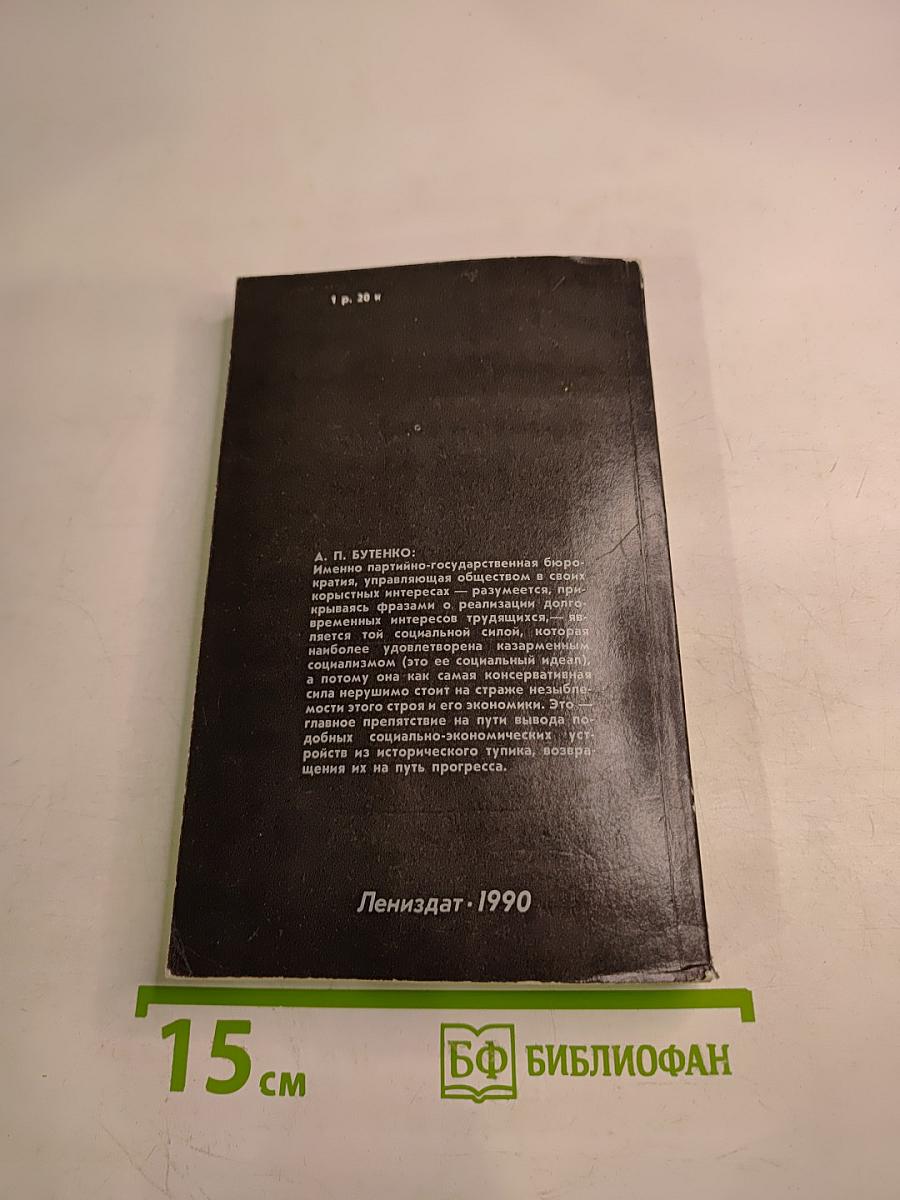 1 р. 20 к
А. П. БУТЕНКО:
Именно партийно-государственная бюро-
кратия, управляющая обществом в своих
корыстных интересах — разумеется, при-
крываясь фразами о реализации долго-
временных интересов трудящихся,— яв-
ляется той социальной силой, которая
наиболее удовлетворена казарменным
социализмом (это ее социальный идеал),
а потому она как самая консервативная
сила нерушимо стоит на страже незыбле-
мости этого строя и его экономики. Это —
главное препятствие на пути вывода по-
добных социально-экономических уст-
ройств из исторического тупика, возвра-
щения их на путь прогресса.
Лениздат · 1990
15 см
БФ БИБЛИОФАН